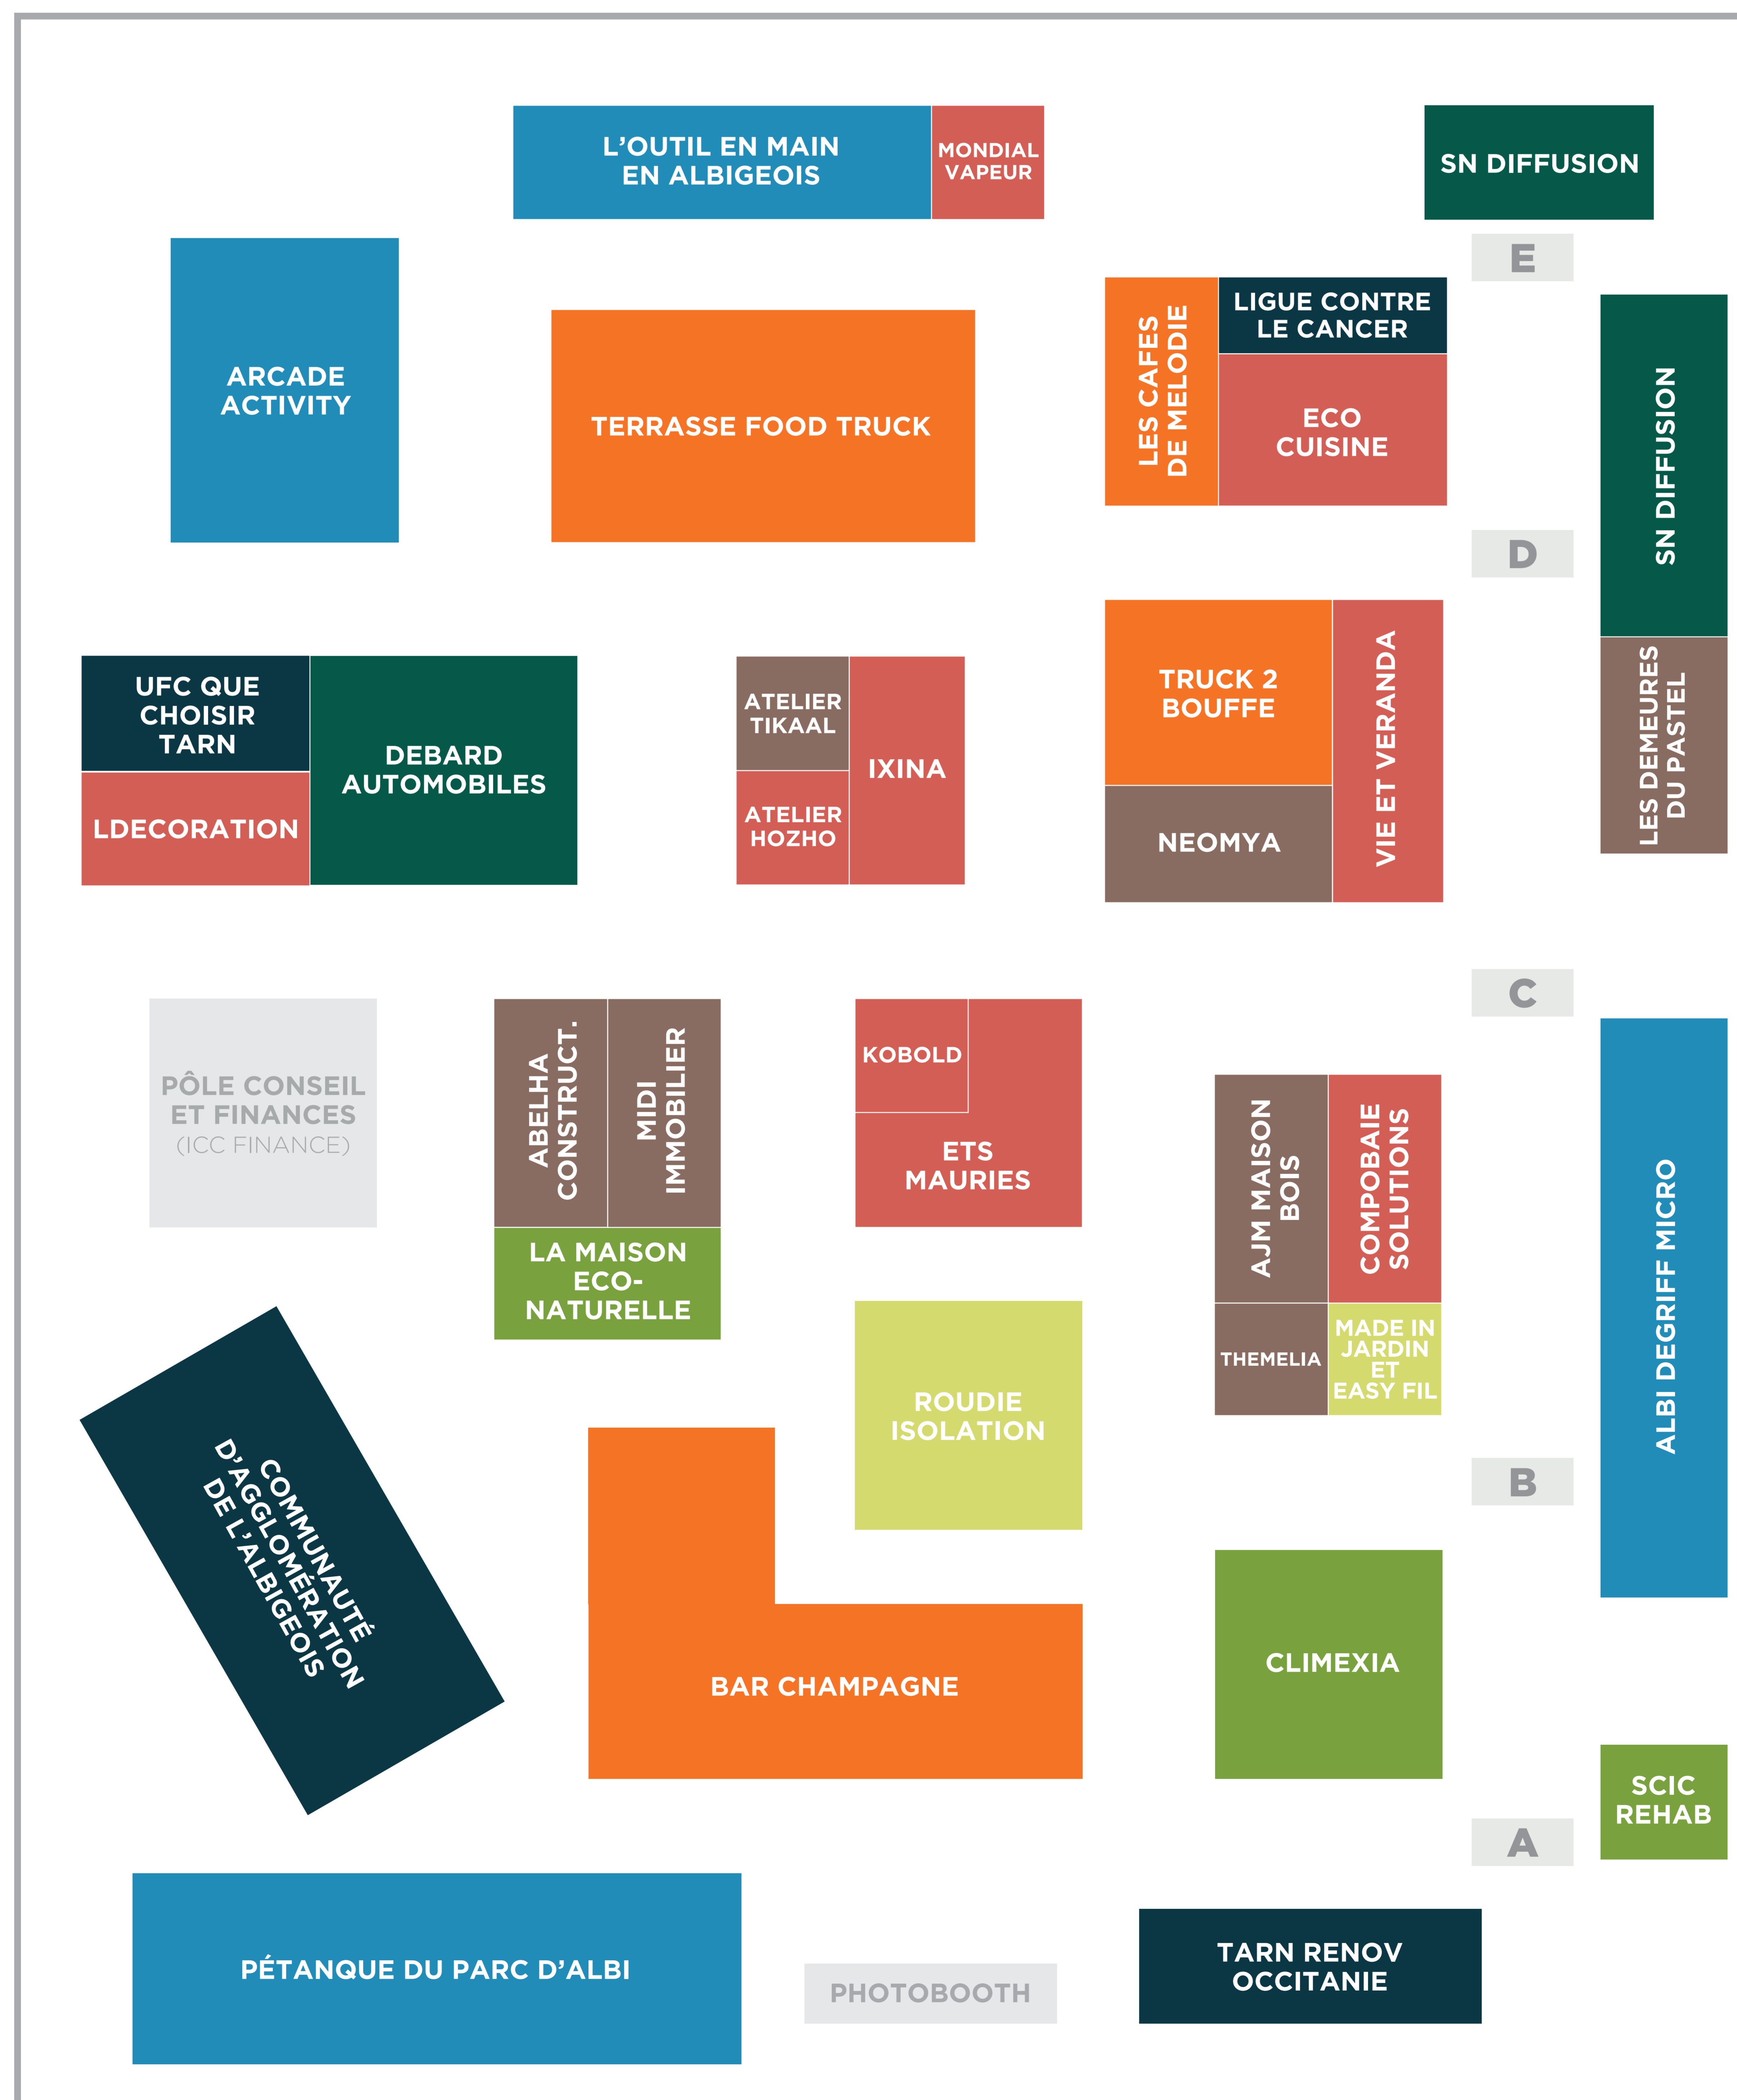 L'OUTIL EN MAIN
EN ALBIGEOIS
MONDIAL
VAPEUR
SN DIFFUSION
E
ARCADE
ACTIVITY
TERRASSE FOOD TRUCK
LES CAFES
DE MELODIE
LIGUE CONTRE
LE CANCER
ECO
CUISINE
SN DIFFUSION
D
UFC QUE
CHOISIR
TARN
LDECORATION
DEBARD
AUTOMOBILES
ATELIER
TIKAAL
ATELIER
HOZHO
IXINA
TRUCK 2
BOUFFE
NEOMYA
VIE ET VERANDA
LES DEMEURES
DU PASTEL
C
PÔLE CONSEIL
ET FINANCES
(ICC FINANCE)
ABELHA
CONSTRUCT.
MIDI
IMMOBILIER
LA MAISON
ECO-
NATURELLE
KOBOLD
ETS
MAURIES
AJM MAISON
BOIS
COMPOBAIE
SOLUTIONS
THEMELIA
MADE IN
JARDIN
ET
EASY FIL
ALBI DEGRIFF MICRO
ROUDIE
ISOLATION
B
COMMUNAUTÉ
D'AGGLOMÉRATION
DE L'ALBIGEOIS
BAR CHAMPAGNE
CLIMEXIA
SCIC
REHAB
A
PÉTANQUE DU PARC D'ALBI
PHOTOBOOTH
TARN RENOV
OCCITANIE